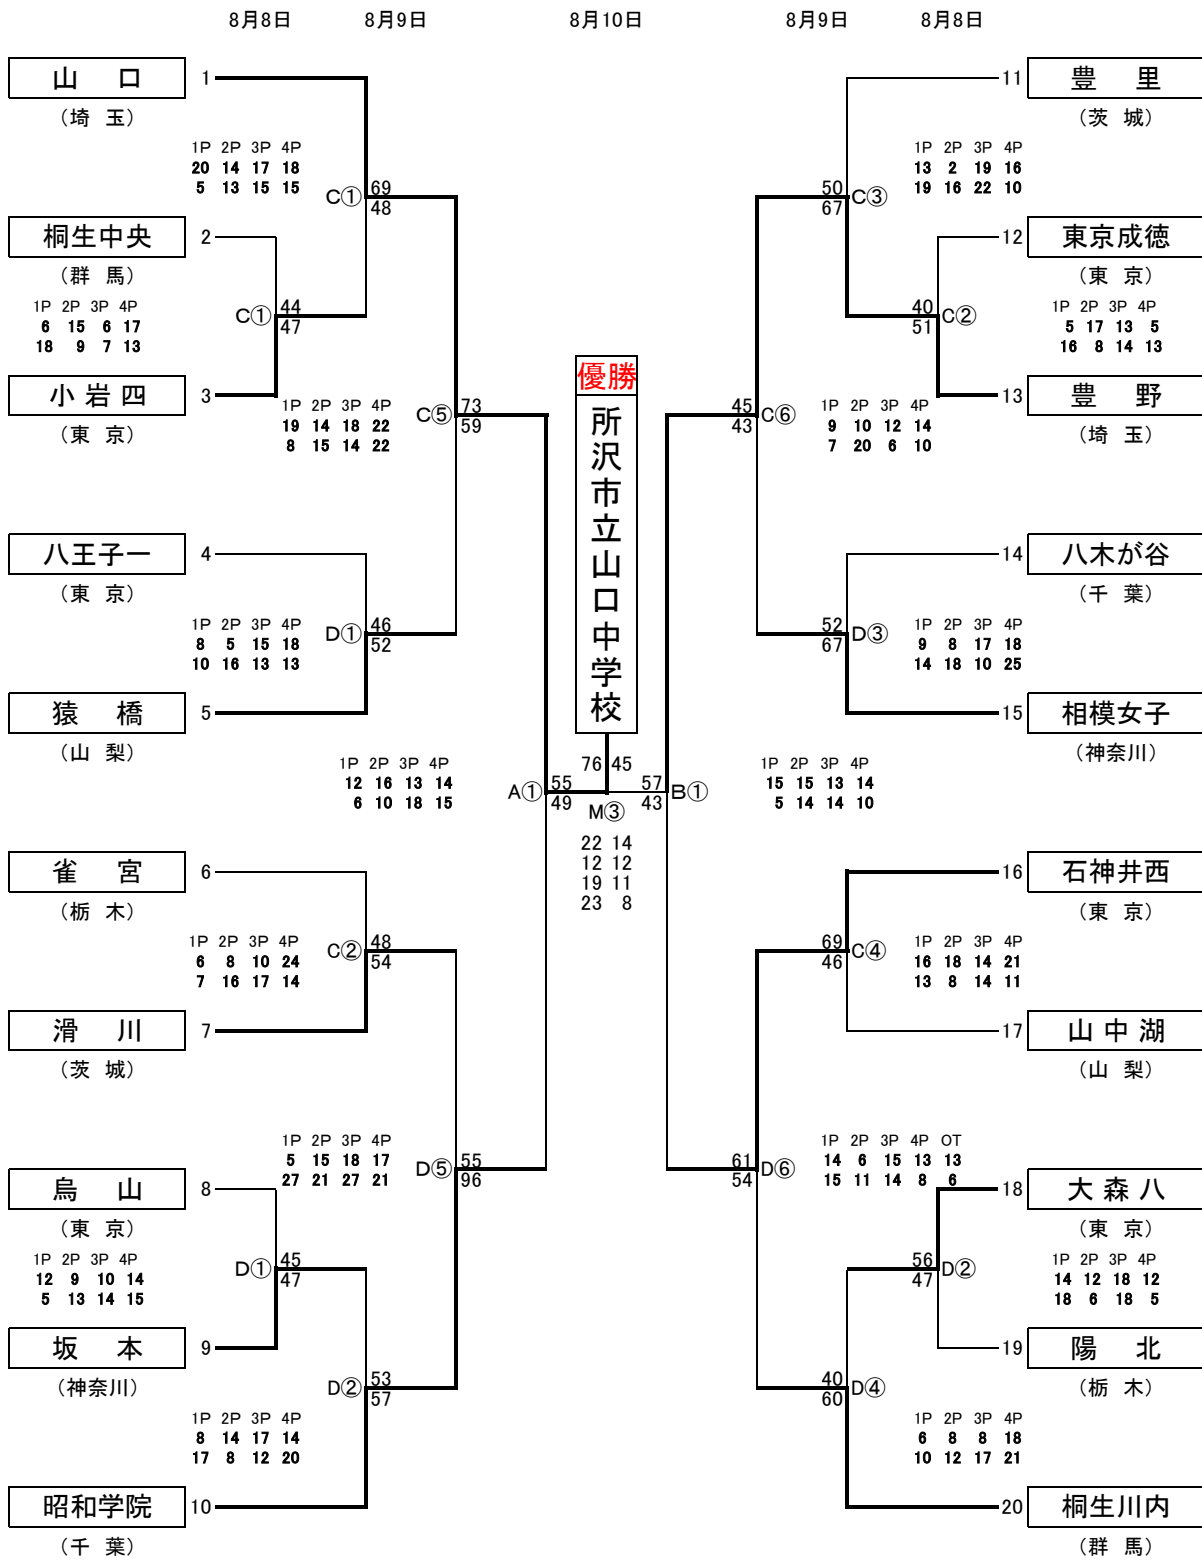 8月8日 8月9日 8月10日 8月9日 8月8日
山 口 1
(埼 玉)
1P 2P 3P 4P
20 14 17 18
5 13 15 15
C① 69
48
桐生中央 2
(群 馬)
1P 2P 3P 4P
6 15 6 17
18 9 7 13
C① 44
47
小 岩 四 3
(東 京)
1P 2P 3P 4P
19 14 18 22
8 15 14 22
C⑤ 73
59
八王子一 4
(東 京)
1P 2P 3P 4P
8 5 15 18
10 16 13 13
D① 46
52
猿 橋 5
(山 梨)
1P 2P 3P 4P
12 16 13 14
6 10 18 15
A① 55
49
雀 宮 6
(栃 木)
1P 2P 3P 4P
6 8 10 24
7 16 17 14
C② 48
54
滑 川 7
(茨 城)
1P 2P 3P 4P
5 15 18 17
27 21 27 21
D⑤ 55
96
烏 山 8
(東 京)
1P 2P 3P 4P
12 9 10 14
5 13 14 15
D① 45
47
坂 本 9
(神奈川)
D② 53
57
1P 2P 3P 4P
8 14 17 14
17 8 12 20
昭和学院 10
(千 葉)
優勝
所沢市立山口中学校
76 45
M③
22 14
12 12
19 11
23 8
11 豊 里
(茨 城)
1P 2P 3P 4P
13 2 19 16
19 16 22 10
50 C③
67
12 東京成徳
(東 京)
1P 2P 3P 4P
5 17 13 5
16 8 14 13
40 C②
51
13 豊 野
(埼 玉)
45 C⑥
43
1P 2P 3P 4P
9 10 12 14
7 20 6 10
14 八木が谷
(千 葉)
52 D③
67
1P 2P 3P 4P
9 8 17 18
14 18 10 25
15 相模女子
(神奈川)
57 B①
43
1P 2P 3P 4P
15 15 13 14
5 14 14 10
16 石神井西
(東 京)
69 C④
46
1P 2P 3P 4P
16 18 14 21
13 8 14 11
17 山 中 湖
(山 梨)
61 D⑥
54
1P 2P 3P 4P OT
14 6 15 13 13
15 11 14 8 6
18 大 森 八
(東 京)
56 D②
47
1P 2P 3P 4P
14 12 18 12
18 6 18 5
19 陽 北
(栃 木)
40 D④
60
1P 2P 3P 4P
6 8 8 18
10 12 17 21
20 桐生川内
(群 馬)